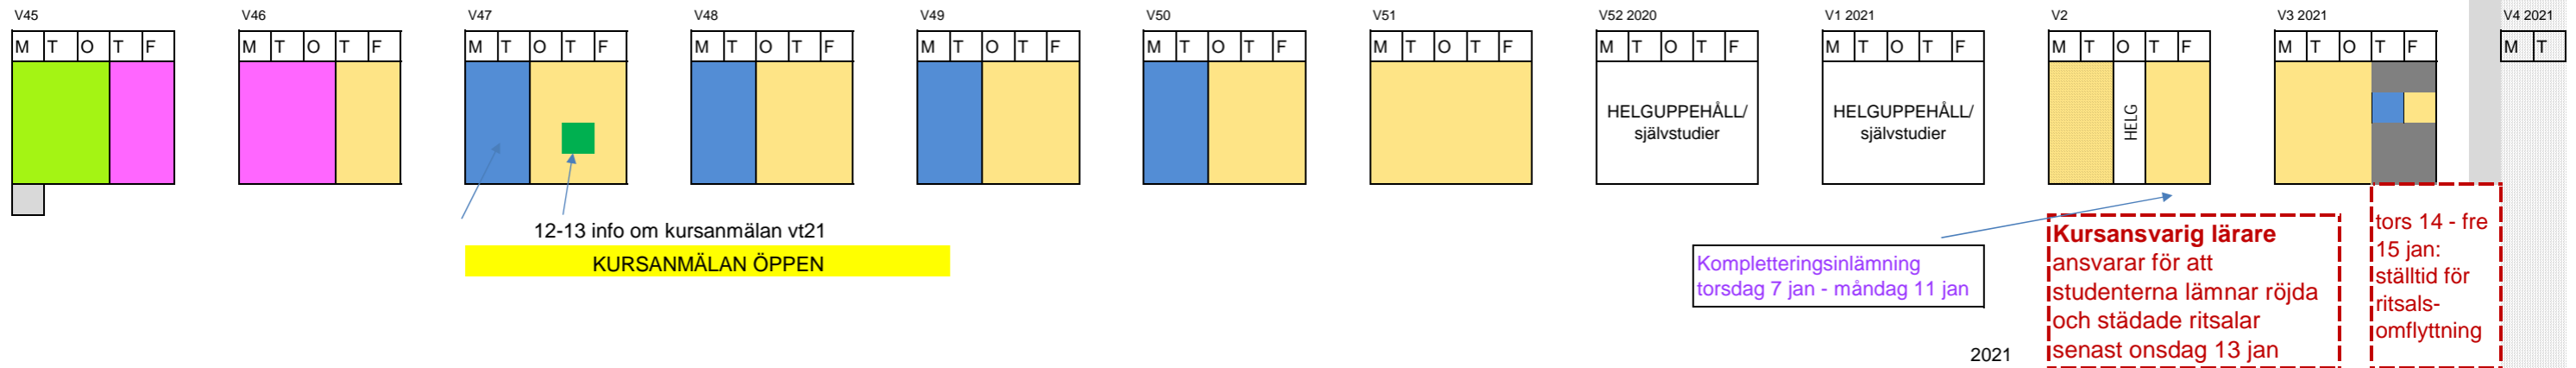 V45 V46 V47 V48 V49 V50 V51 V52 2020 V1 2021 V2 V3 2021 V4 2021
M T O T F M T O T F M T O T F M T O T F M T O T F M T O T F M T O T F M T O T F M T O T F M T O T F M T O T F M T
HELGUPPEHÅLL/
självstudier
HELGUPPEHÅLL/
självstudier
HELG
12-13 info om kursanmälan vt21
KURSANMÄLAN ÖPPEN
Kompletteringsinlämning
torsdag 7 jan - måndag 11 jan
2021
Kursansvarig lärare
ansvarar för att
studenterna lämnar röjda
och städade ritsalar
senast onsdag 13 jan
tors 14 - fre
15 jan:
ställtid för
ritsals-
omflyttning